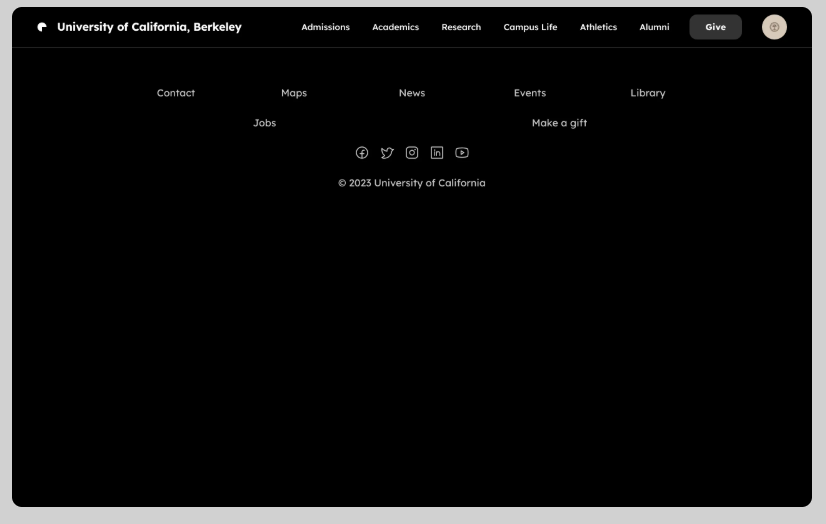 University of California, Berkeley Admissions Academics Research Campus Life Athletics Alumni Give
Contact Maps News Events Library
Jobs Make a gift
© 2023 University of California